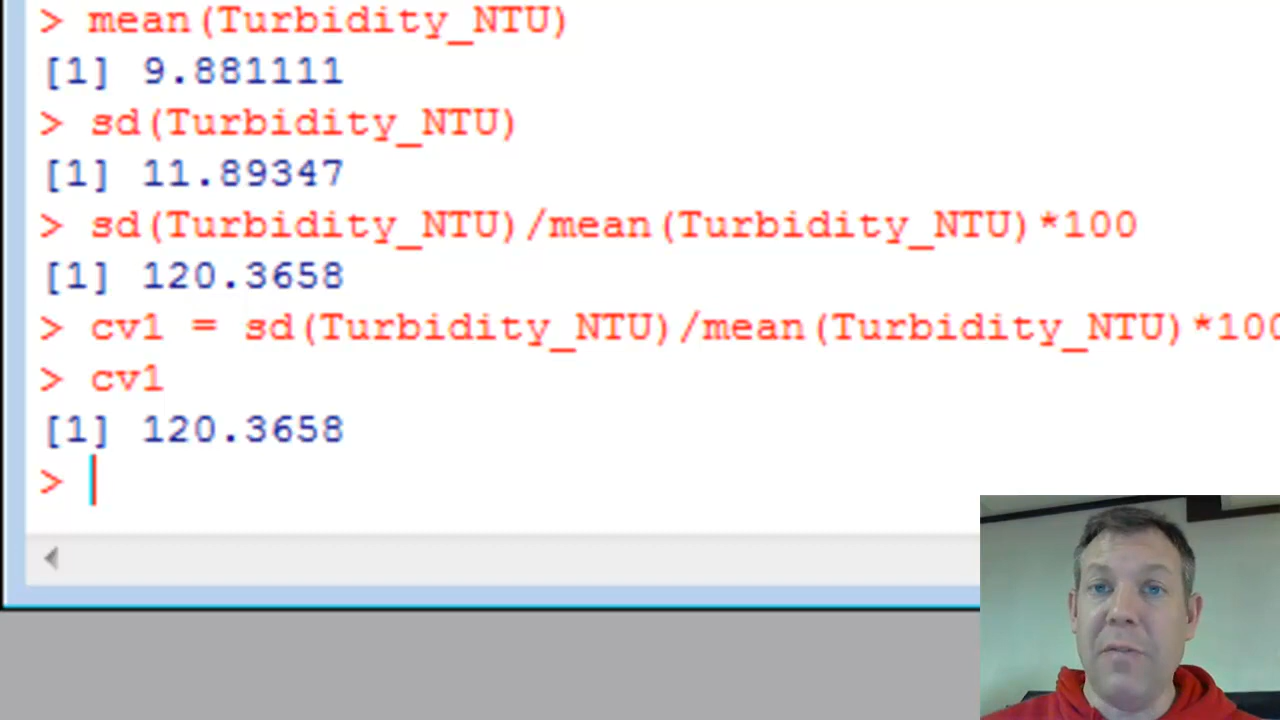 > mean(Turbidity_NTU)
[1] 9.881111
> sd(Turbidity_NTU)
[1] 11.89347
> sd(Turbidity_NTU)/mean(Turbidity_NTU)*100
[1] 120.3658
> cv1 = sd(Turbidity_NTU)/mean(Turbidity_NTU)*100
> cv1
[1] 120.3658
>